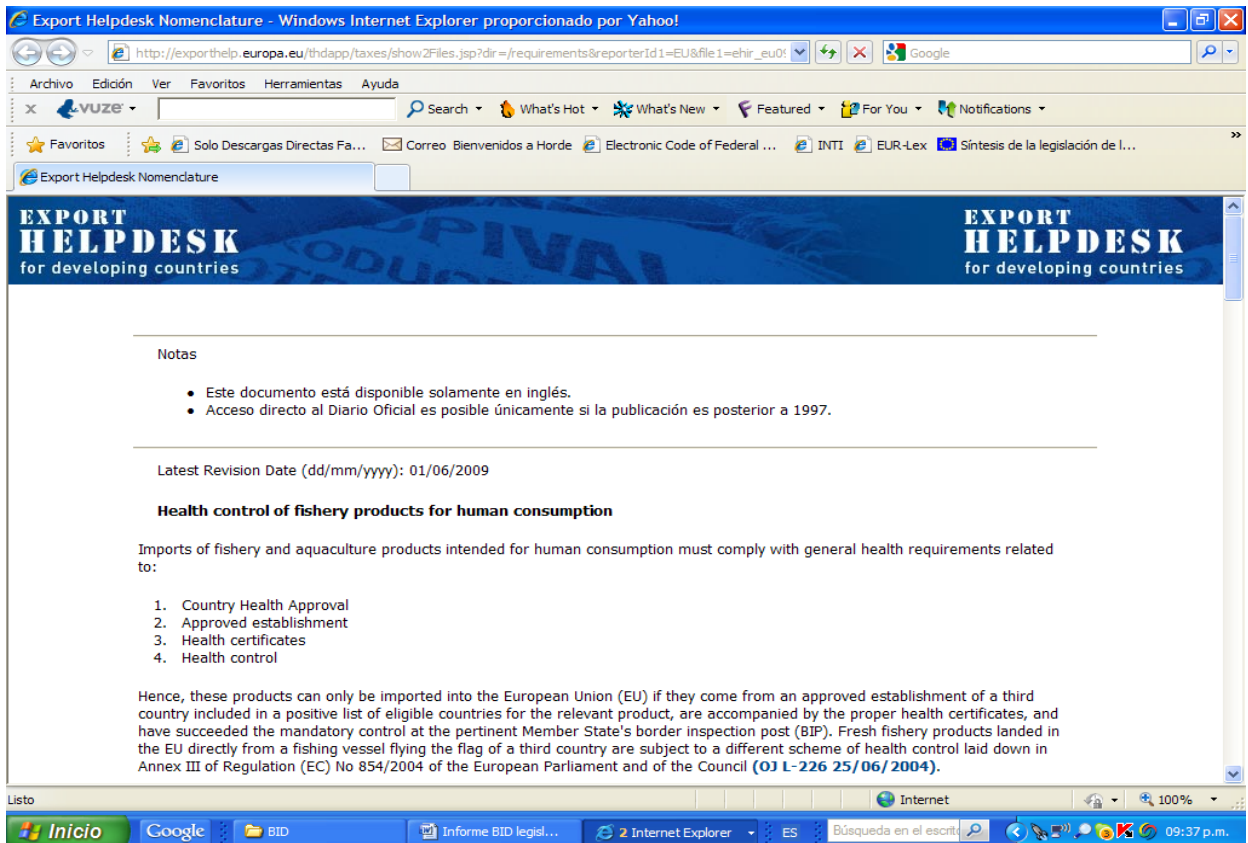 Export Helpdesk Nomenclature - Windows Internet Explorer proporcionado por Yahoo!
http://exporthelp.europa.eu/thdapp/taxes/show2Files.jsp?dir=/requirements&reporterId1=EU&file1=ehir_eu09
Google
Archivo Edición Ver Favoritos Herramientas Ayuda
x vuze Search What's Hot What's New Featured For You Notifications
Favoritos Solo Descargas Directas Fa... Correo Bienvenidos a Horde Electronic Code of Federal ... INTI EUR-Lex Síntesis de la legislación de l... »
Export Helpdesk Nomenclature
EXPORT
HELPDESK
for developing countries
EXPORT
HELPDESK
for developing countries
Notas
• Este documento está disponible solamente en inglés.
• Acceso directo al Diario Oficial es posible únicamente si la publicación es posterior a 1997.
Latest Revision Date (dd/mm/yyyy): 01/06/2009
Health control of fishery products for human consumption
Imports of fishery and aquaculture products intended for human consumption must comply with general health requirements related
to:
1. Country Health Approval
2. Approved establishment
3. Health certificates
4. Health control
Hence, these products can only be imported into the European Union (EU) if they come from an approved establishment of a third
country included in a positive list of eligible countries for the relevant product, are accompanied by the proper health certificates, and
have succeeded the mandatory control at the pertinent Member State's border inspection post (BIP). Fresh fishery products landed in
the EU directly from a fishing vessel flying the flag of a third country are subject to a different scheme of health control laid down in
Annex III of Regulation (EC) No 854/2004 of the European Parliament and of the Council (OJ L-226 25/06/2004).
Listo Internet 100%
Inicio Google BID Informe BID legisl... 2 Internet Explorer ES Búsqueda en el escrito 09:37 p.m.